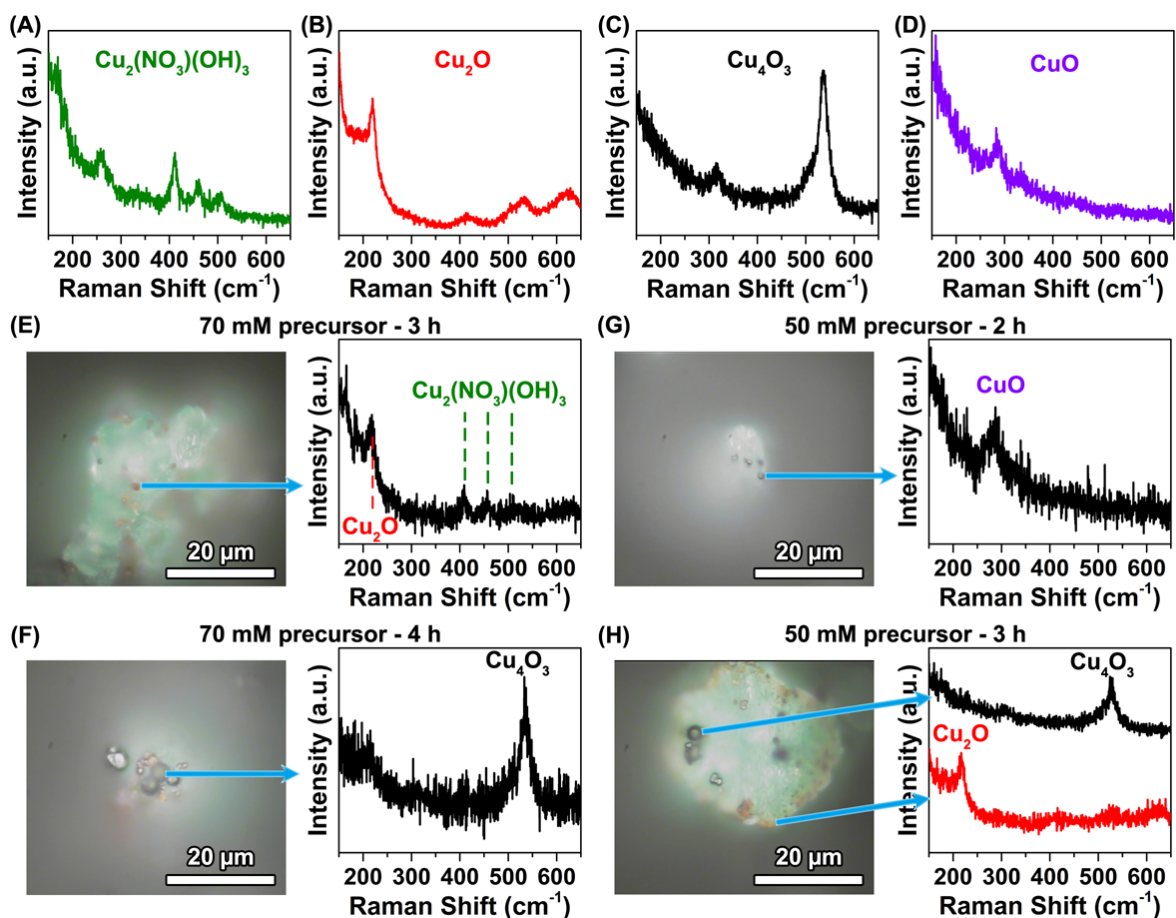 (A)
Cu₂(NO₃)(OH)₃
Intensity (a.u.)
200 300 400 500 600
Raman Shift (cm⁻¹)
(B)
Cu₂O
Intensity (a.u.)
200 300 400 500 600
Raman Shift (cm⁻¹)
(C)
Cu₄O₃
Intensity (a.u.)
200 300 400 500 600
Raman Shift (cm⁻¹)
(D)
CuO
Intensity (a.u.)
200 300 400 500 600
Raman Shift (cm⁻¹)
(E)
70 mM precursor - 3 h
20 µm
Intensity (a.u.)
Cu₂(NO₃)(OH)₃
Cu₂O
200 300 400 500 600
Raman Shift (cm⁻¹)
(G)
50 mM precursor - 2 h
20 µm
Intensity (a.u.)
CuO
200 300 400 500 600
Raman Shift (cm⁻¹)
(F)
70 mM precursor - 4 h
20 µm
Intensity (a.u.)
Cu₄O₃
200 300 400 500 600
Raman Shift (cm⁻¹)
(H)
50 mM precursor - 3 h
20 µm
Intensity (a.u.)
Cu₄O₃
Cu₂O
200 300 400 500 600
Raman Shift (cm⁻¹)